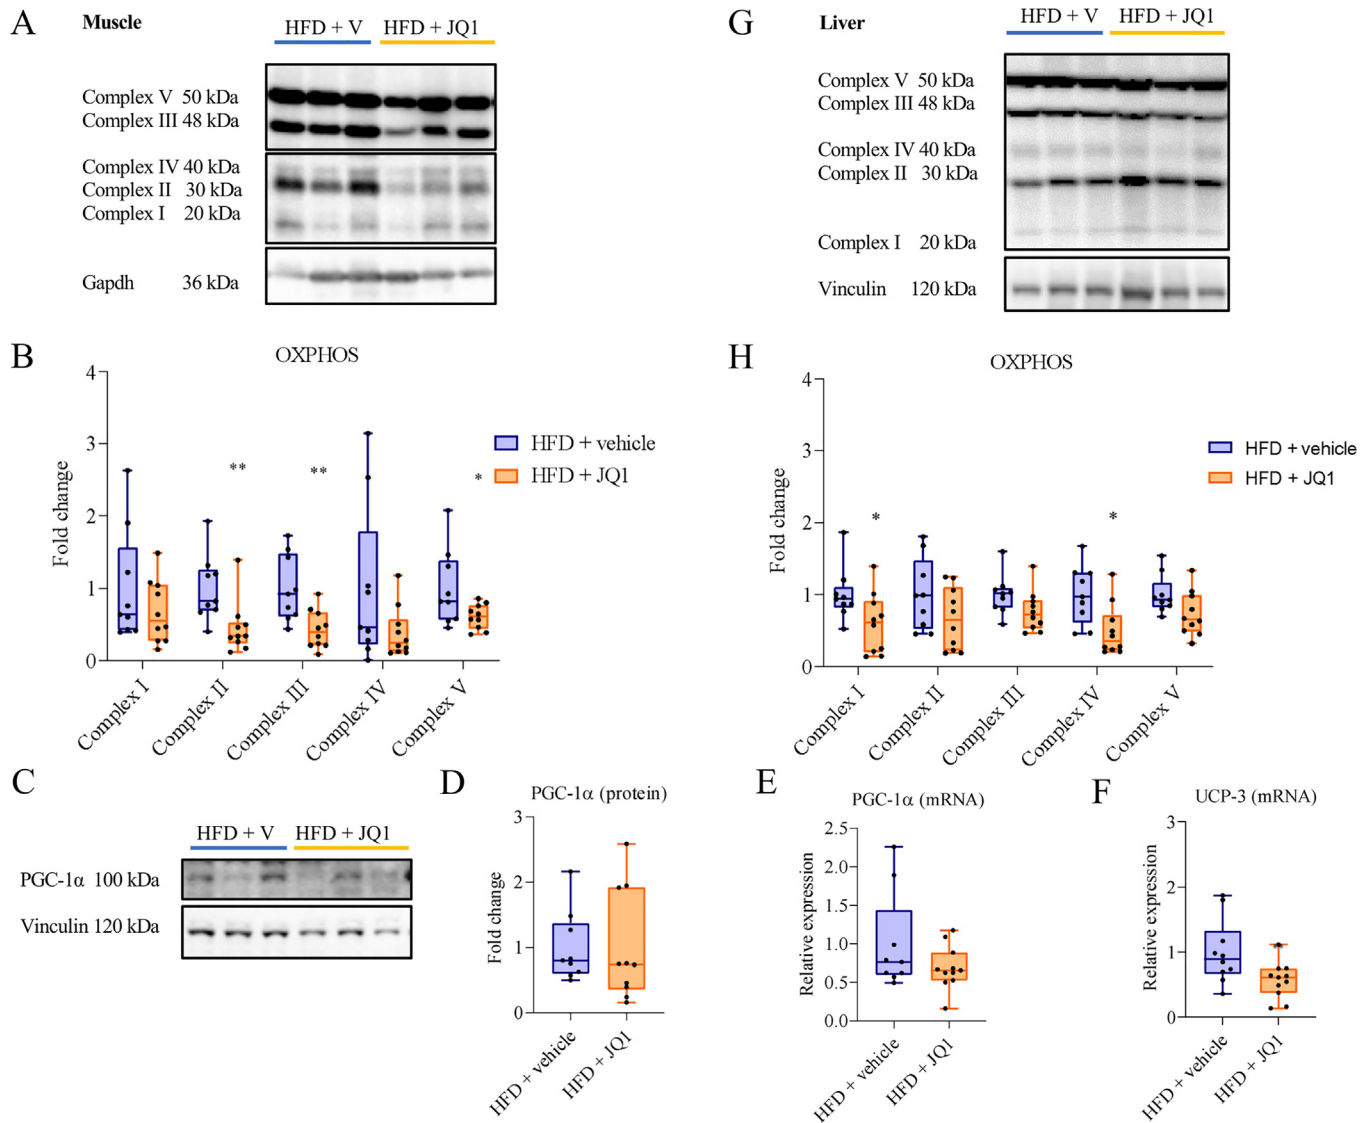 A
Muscle
HFD + V
HFD + JQ1
Complex V 50 kDa
Complex III 48 kDa
Complex IV 40 kDa
Complex II 30 kDa
Complex I 20 kDa
Gapdh 36 kDa
G
Liver
HFD + V
HFD + JQ1
Complex V 50 kDa
Complex III 48 kDa
Complex IV 40 kDa
Complex II 30 kDa
Complex I 20 kDa
Vinculin 120 kDa
B
OXPHOS
Fold change
4
3
2
1
0
**
**
*
HFD + vehicle
HFD + JQ1
Complex I
Complex II
Complex III
Complex IV
Complex V
H
OXPHOS
Fold change
4
3
2
1
0
*
*
HFD + vehicle
HFD + JQ1
Complex I
Complex II
Complex III
Complex IV
Complex V
C
HFD + V
HFD + JQ1
PGC-1α 100 kDa
Vinculin 120 kDa
D
PGC-1α (protein)
Fold change
3
2
1
0
HFD + vehicle
HFD + JQ1
E
PGC-1α (mRNA)
Relative expression
2.5
2.0
1.5
1.0
0.5
0.0
HFD + vehicle
HFD + JQ1
F
UCP-3 (mRNA)
Relative expression
3
2
1
0
**
HFD + vehicle
HFD + JQ1